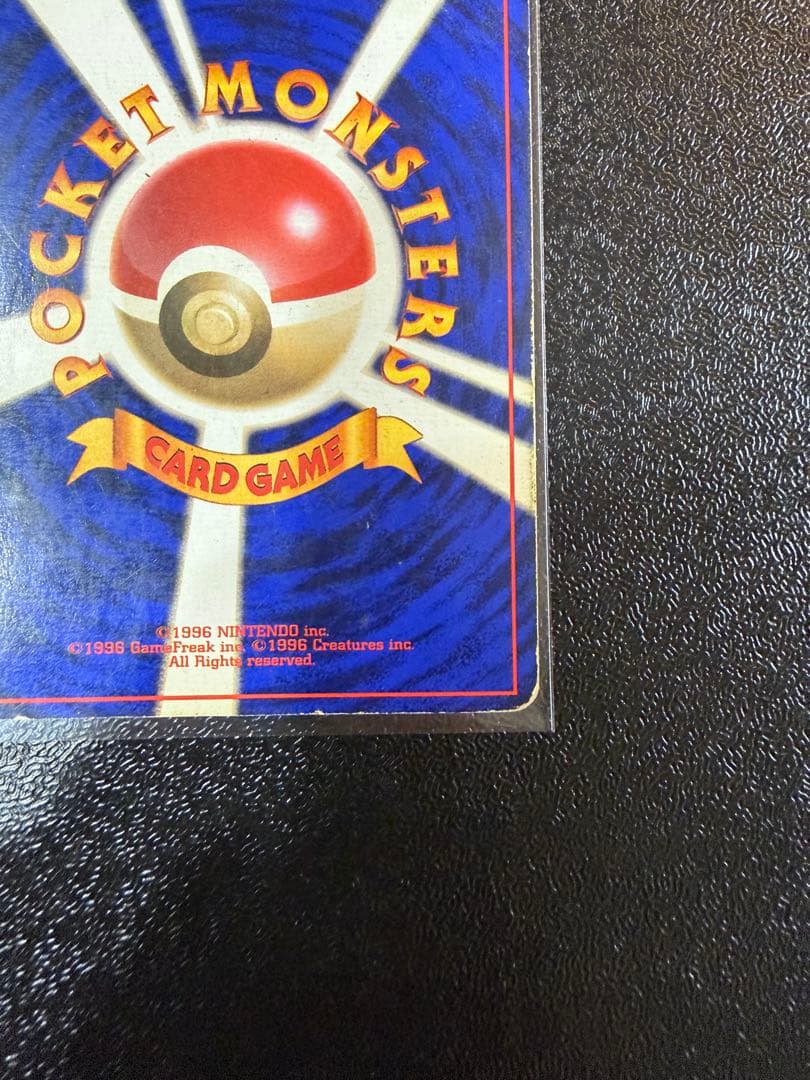 POCKET MONSTERS
CARD GAME
©1996 NINTENDO inc.
©1996 GameFreak inc. ©1996 Creatures inc.
All Rights reserved.